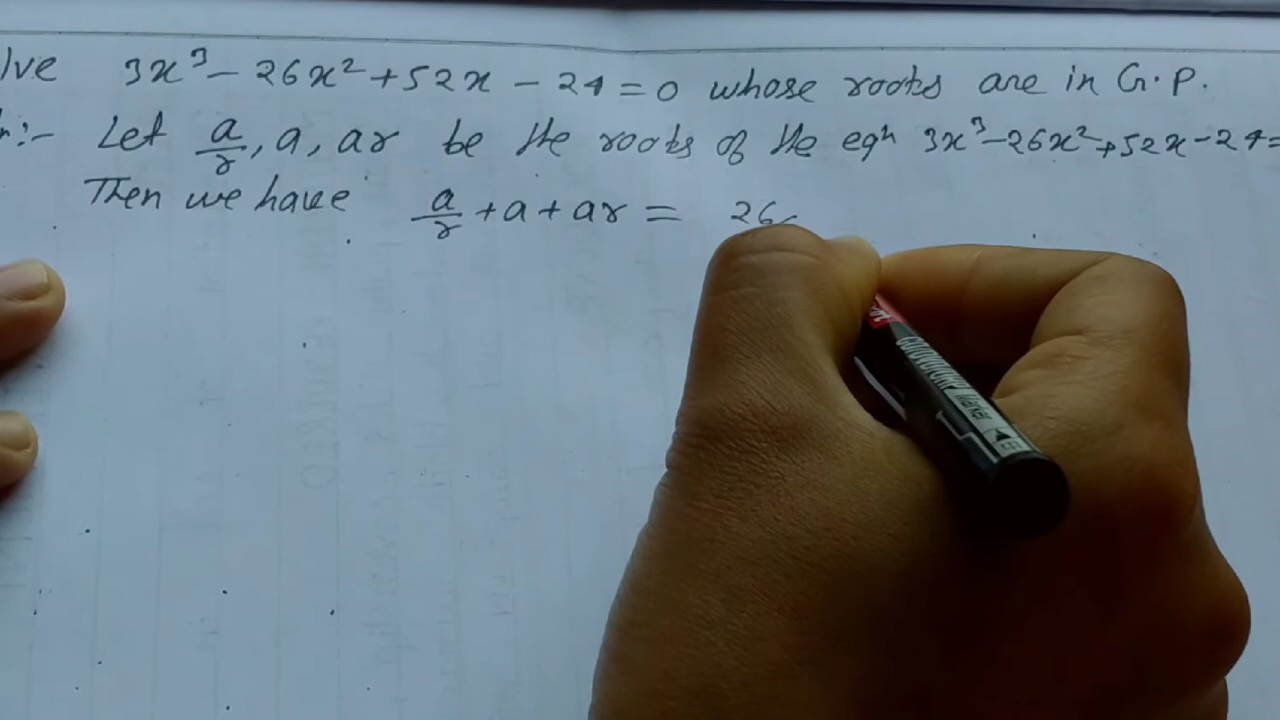 lve 3x³ - 26x² + 52x - 24 = 0 whose roots are in G.P.
n:- Let a/r, a, ar be the roots of the eqn 3x³-26x²+52x-24=
Then we have a/r + a + ar = 26
Marker